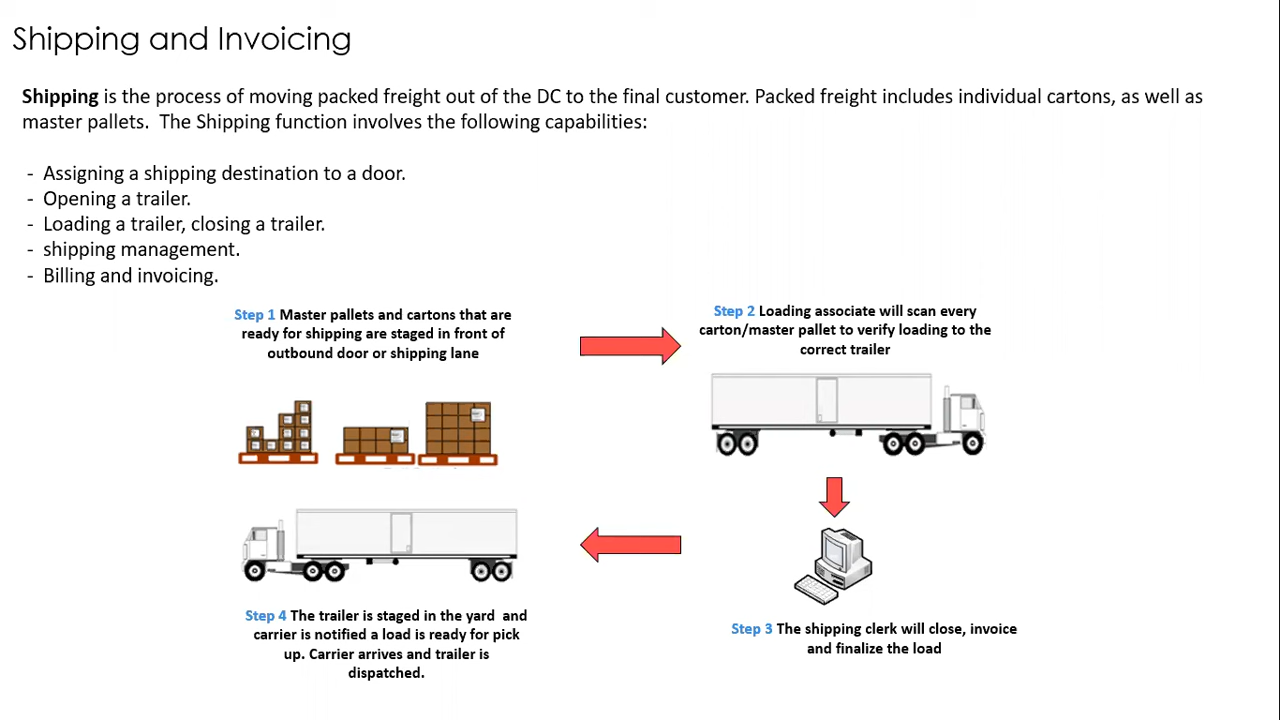 Shipping and Invoicing
Shipping is the process of moving packed freight out of the DC to the final customer. Packed freight includes individual cartons, as well as
master pallets.  The Shipping function involves the following capabilities:
- Assigning a shipping destination to a door.
- Opening a trailer.
- Loading a trailer, closing a trailer.
- shipping management.
- Billing and invoicing.
Step 1 Master pallets and cartons that are
ready for shipping are staged in front of
outbound door or shipping lane
Step 2 Loading associate will scan every
carton/master pallet to verify loading to the
correct trailer
Step 3 The shipping clerk will close, invoice
and finalize the load
Step 4 The trailer is staged in the yard  and
carrier is notified a load is ready for pick
up. Carrier arrives and trailer is
dispatched.